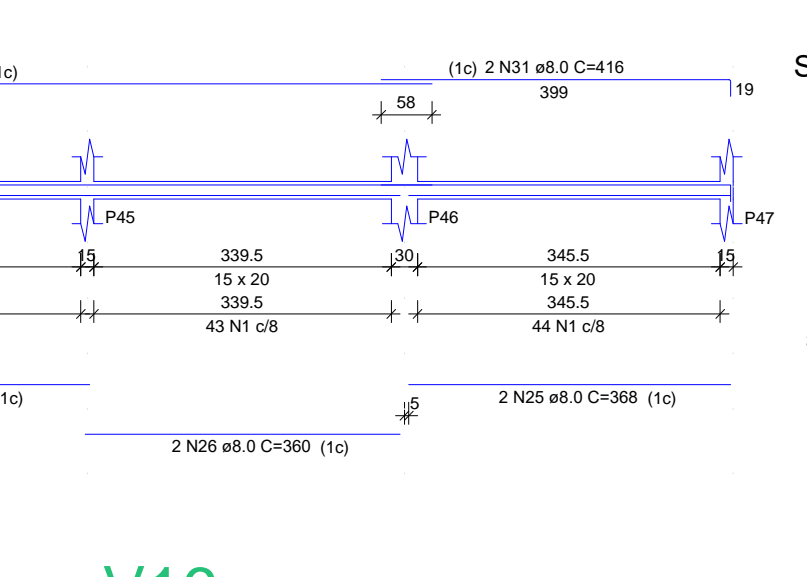 (1c) 2 N31 ø8.0 C=416
1c)
19
399
58
P45
P46
P47
15 339.5 30 345.5 15
15 x 20 15 x 20
339.5 345.5
43 N1 c/8 44 N1 c/8
1c)
2 N25 ø8.0 C=368 (1c)
5
2 N26 ø8.0 C=360 (1c)